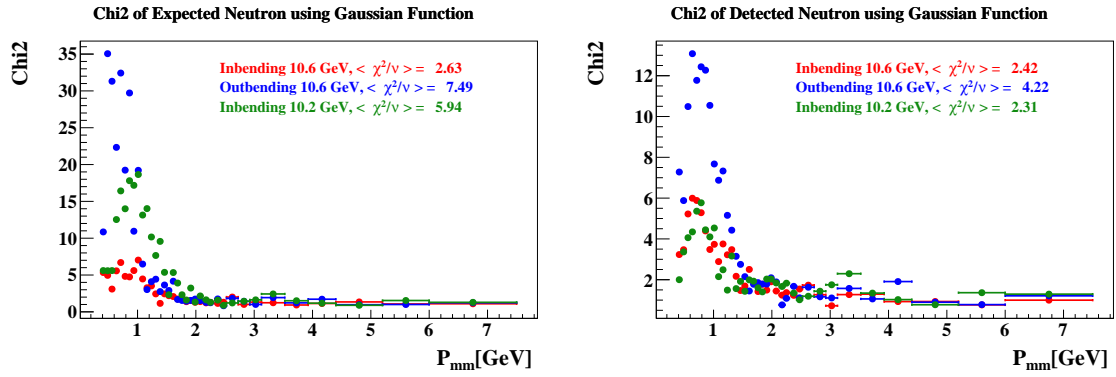 Chi2 of Expected Neutron using Gaussian Function
Chi2
35
30
25
20
15
10
5
0
Inbending 10.6 GeV, < χ²/ν > = 2.63
Outbending 10.6 GeV, < χ²/ν > = 7.49
Inbending 10.2 GeV, < χ²/ν > = 5.94
1 2 3 4 5 6 7
P_mm[GeV]
Chi2 of Detected Neutron using Gaussian Function
Chi2
12
10
8
6
4
2
Inbending 10.6 GeV, < χ²/ν > = 2.42
Outbending 10.6 GeV, < χ²/ν > = 4.22
Inbending 10.2 GeV, < χ²/ν > = 2.31
1 2 3 4 5 6 7
P_mm[GeV]